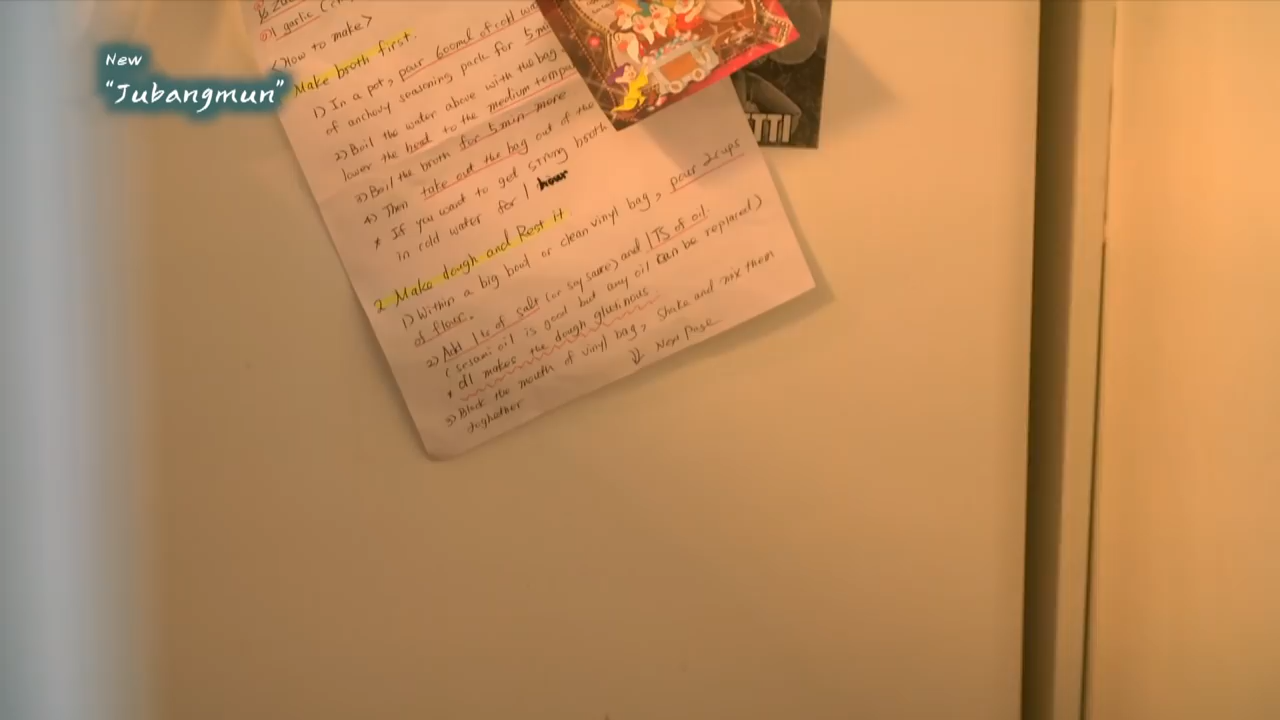 New
"Jubangmun"
1 garlic
<How to make>
Make broth first.
1) In a pot, pour 600ml of cold
of anchovy seasoning pack for 5
2) Boil the water above with the bag
lower the heat to the medium
3) Boil the broth for 5 min more
4) Then take out the bag out of the
* If you want to get strong broth
in cold water for 1 hour
2 Make dough and Rest it
1) Within a big bowl or clean vinyl bag, pour 2cups
of flour.
2) Add 1ts of salt (or soy sauce) and 1TS of oil.
(sesami oil is good but any oil can be replaced)
* oil makes the dough glutinous
3) Block the mouth of vinyl bag, shake and mix them
⇓ Next Page
TTI